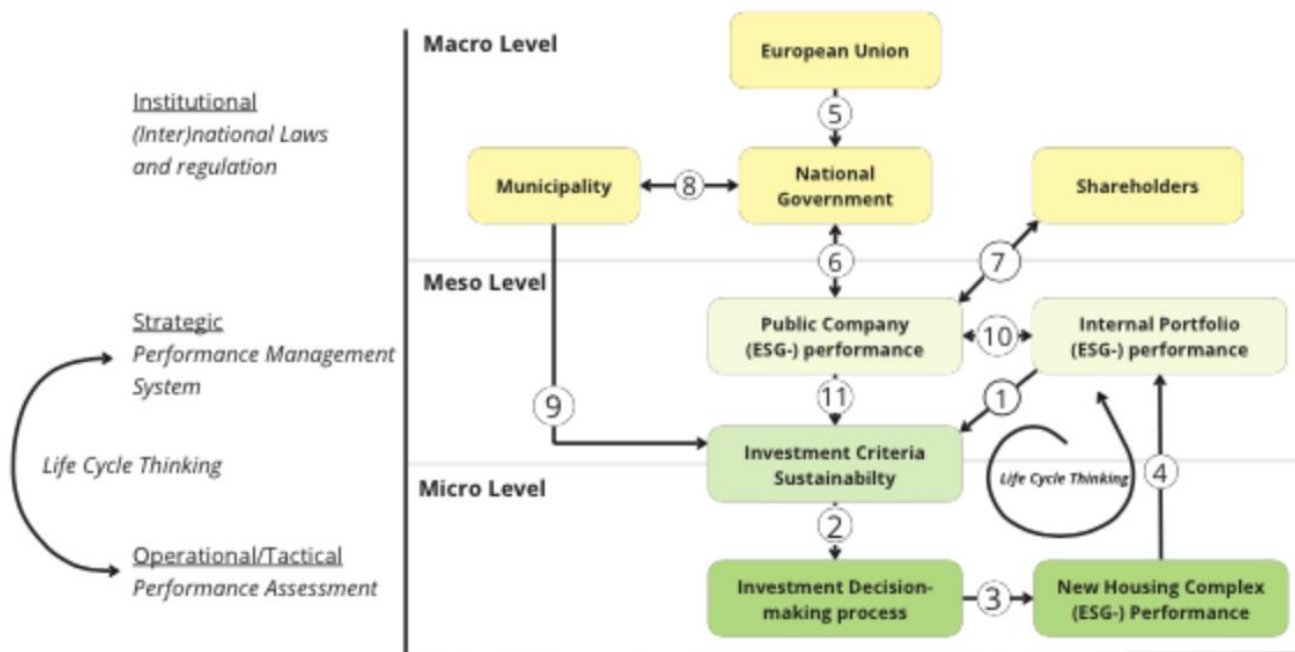 Macro Level
European Union
Institutional
(Inter)national Laws
and regulation
5
Municipality
8
National
Government
Shareholders
6
7
Meso Level
Strategic
Performance Management
System
Public Company
(ESG-) performance
10
Internal Portfolio
(ESG-) performance
9
11
1
Life Cycle Thinking
Investment Criteria
Sustainabilty
Life Cycle Thinking
4
Micro Level
2
Operational/Tactical
Performance Assessment
Investment Decision-
making process
3
New Housing Complex
(ESG-) Performance